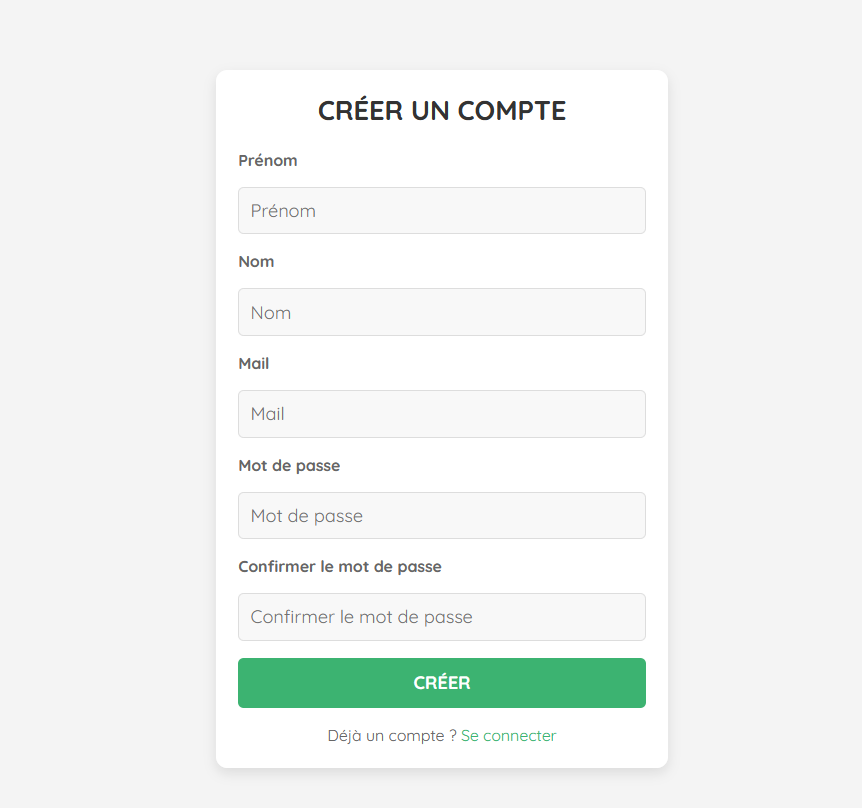 CRÉER UN COMPTE
Prénom
Prénom
Nom
Nom
Mail
Mail
Mot de passe
Mot de passe
Confirmer le mot de passe
Confirmer le mot de passe
CRÉER
Déjà un compte ? Se connecter